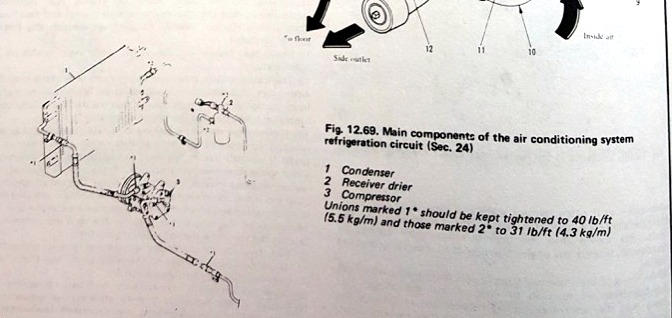 9
To floor
Side outlet
12
11
10
Inside air
1
2
3
Fig. 12.69. Main components of the air conditioning system
refrigeration circuit (Sec. 24)
1 Condenser
2 Receiver drier
3 Compressor
Unions marked 1* should be kept tightened to 40 lb/ft
(5.5 kg/m) and those marked 2* to 31 lb/ft (4.3 kg/m)